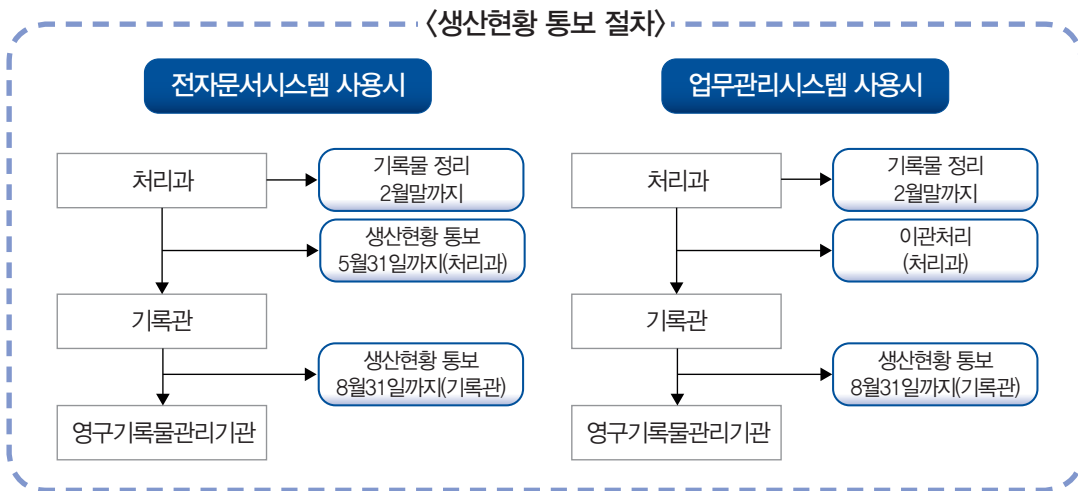 〈생산현황 통보 절차〉
전자문서시스템 사용시
처리과
기록물 정리
2월말까지
생산현황 통보
5월31일까지(처리과)
기록관
생산현황 통보
8월31일까지(기록관)
영구기록물관리기관
업무관리시스템 사용시
처리과
기록물 정리
2월말까지
이관처리
(처리과)
기록관
생산현황 통보
8월31일까지(기록관)
영구기록물관리기관